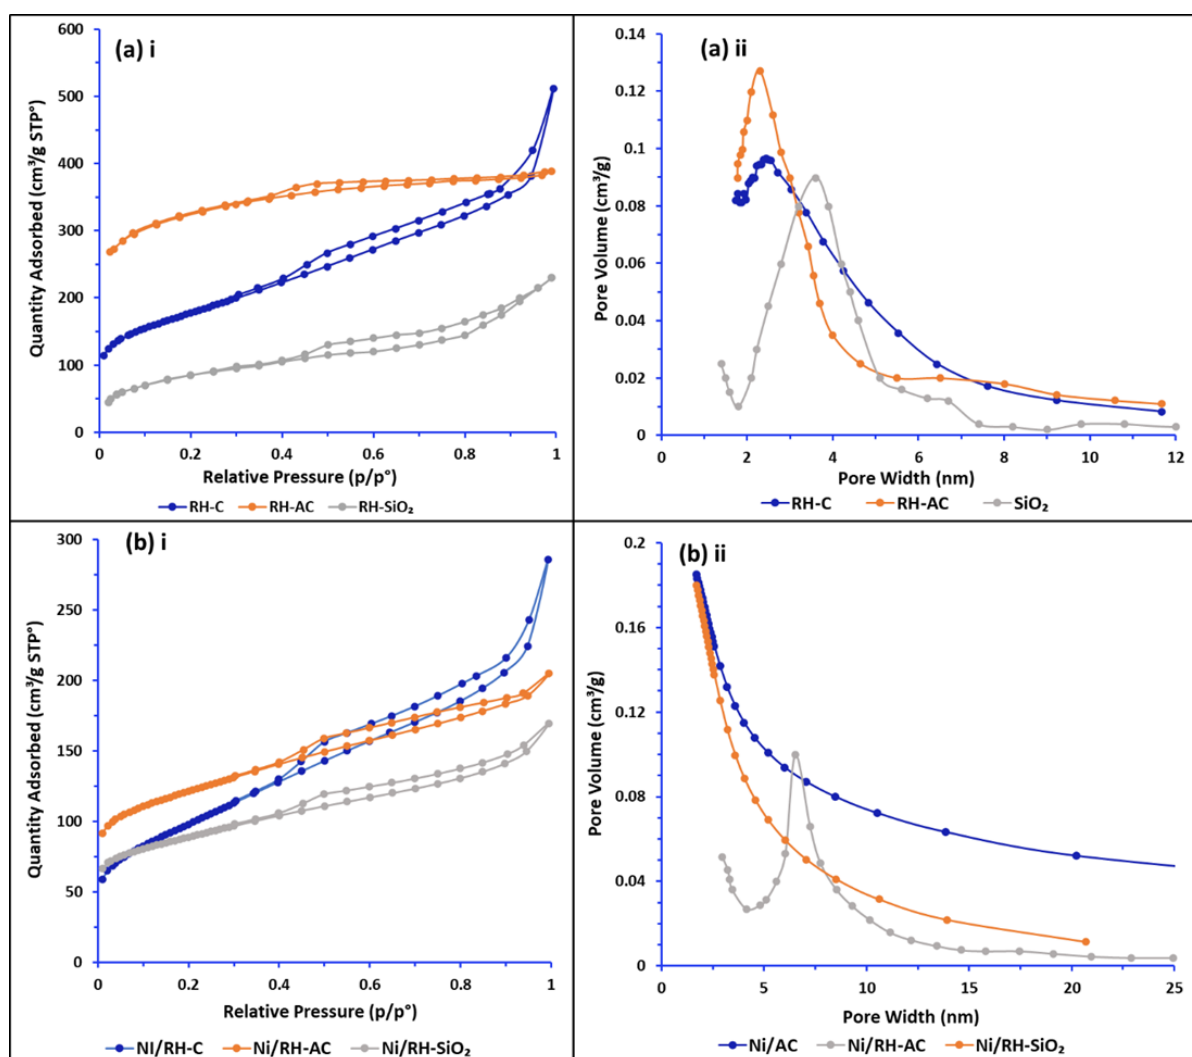 (a) i
Quantity Adsorbed (cm³/g STP°)
600
500
400
300
200
100
0
0 0.2 0.4 0.6 0.8 1
Relative Pressure (p/p°)
RH-C RH-AC RH-SiO₂
(a) ii
Pore Volume (cm³/g)
0.14
0.12
0.1
0.08
0.06
0.04
0.02
0
0 2 4 6 8 10 12
Pore Width (nm)
RH-C RH-AC SiO₂
(b) i
Quantity Adsorbed (cm³/g STP°)
300
250
200
150
100
50
0
0 0.2 0.4 0.6 0.8 1
Relative Pressure (p/p°)
NI/RH-C Ni/RH-AC Ni/RH-SiO₂
(b) ii
Pore Volume (cm³/g)
0.2
0.16
0.12
0.08
0.04
0
0 5 10 15 20 25
Pore Width (nm)
Ni/AC Ni/RH-AC Ni/RH-SiO₂